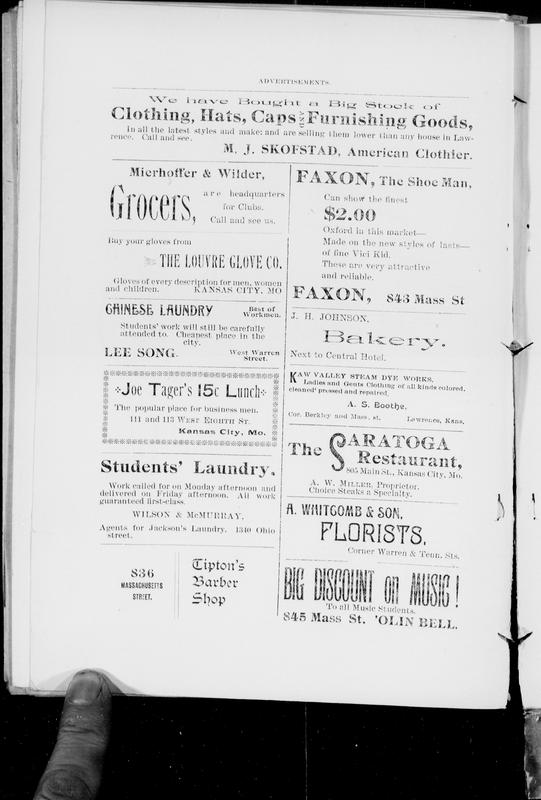 ADVERTISEMENTS.
We have Bought a Big Stock of
Clothing, Hats, Caps AND Furnishing Goods,
In all the latest styles and make; and are selling them lower than any house in Law-
rence. Call and see.
M. J. SKOFSTAD, American Clothier.
Mierhoffer & Wilder,
Grocers,
are headquarters
for Clubs.
Call and see us.
Buy your gloves from
THE LOUVRE GLOVE CO.
Gloves of every description for men, women
and children. KANSAS CITY, MO
CHINESE LAUNDRY
Best of
Workmen.
Students' work will still be carefully
attended to. Cheapest place in the
city.
LEE SONG.
West Warren
Street.
Joe Tager's 15c Lunch
The popular place for business men.
111 and 113 WEST EIGHTH ST.
Kansas City, Mo.
Students' Laundry.
Work called for on Monday afternoon and
delivered on Friday afternoon. All work
guaranteed first-class.
WILSON & MCMURRAY.
Agents for Jackson's Laundry. 1340 Ohio
street.
836
MASSACHUSETTS
STREET.
Tipton's
Barber
Shop
FAXON, The Shoe Man,
Can show the finest
$2.00
Oxford in this market—
Made on the new styles of lasts—
of fine Vici Kid.
These are very attractive
and reliable.
FAXON, 843 Mass St
J. H. JOHNSON.
Bakery.
Next to Central Hotel.
KAW VALLEY STEAM DYE WORKS.
Ladies and Gents Clothing of all kinds colored,
cleaned' pressed and repaired.
A. S. Boothe.
Cor. Berkley and Mass. st. Lawrence, Kans.
The SARATOGA
Restaurant,
805 Main St., Kansas City, Mo.
A. W. MILLER, Proprietor.
Choice Steaks a Specialty.
A. WHITCOMB & SON,
FLORISTS,
Corner Warren & Tenn. Sts.
BIG DISCOUNT on MUSIC!
To all Music Students.
845 Mass St. 'OLIN BELL.